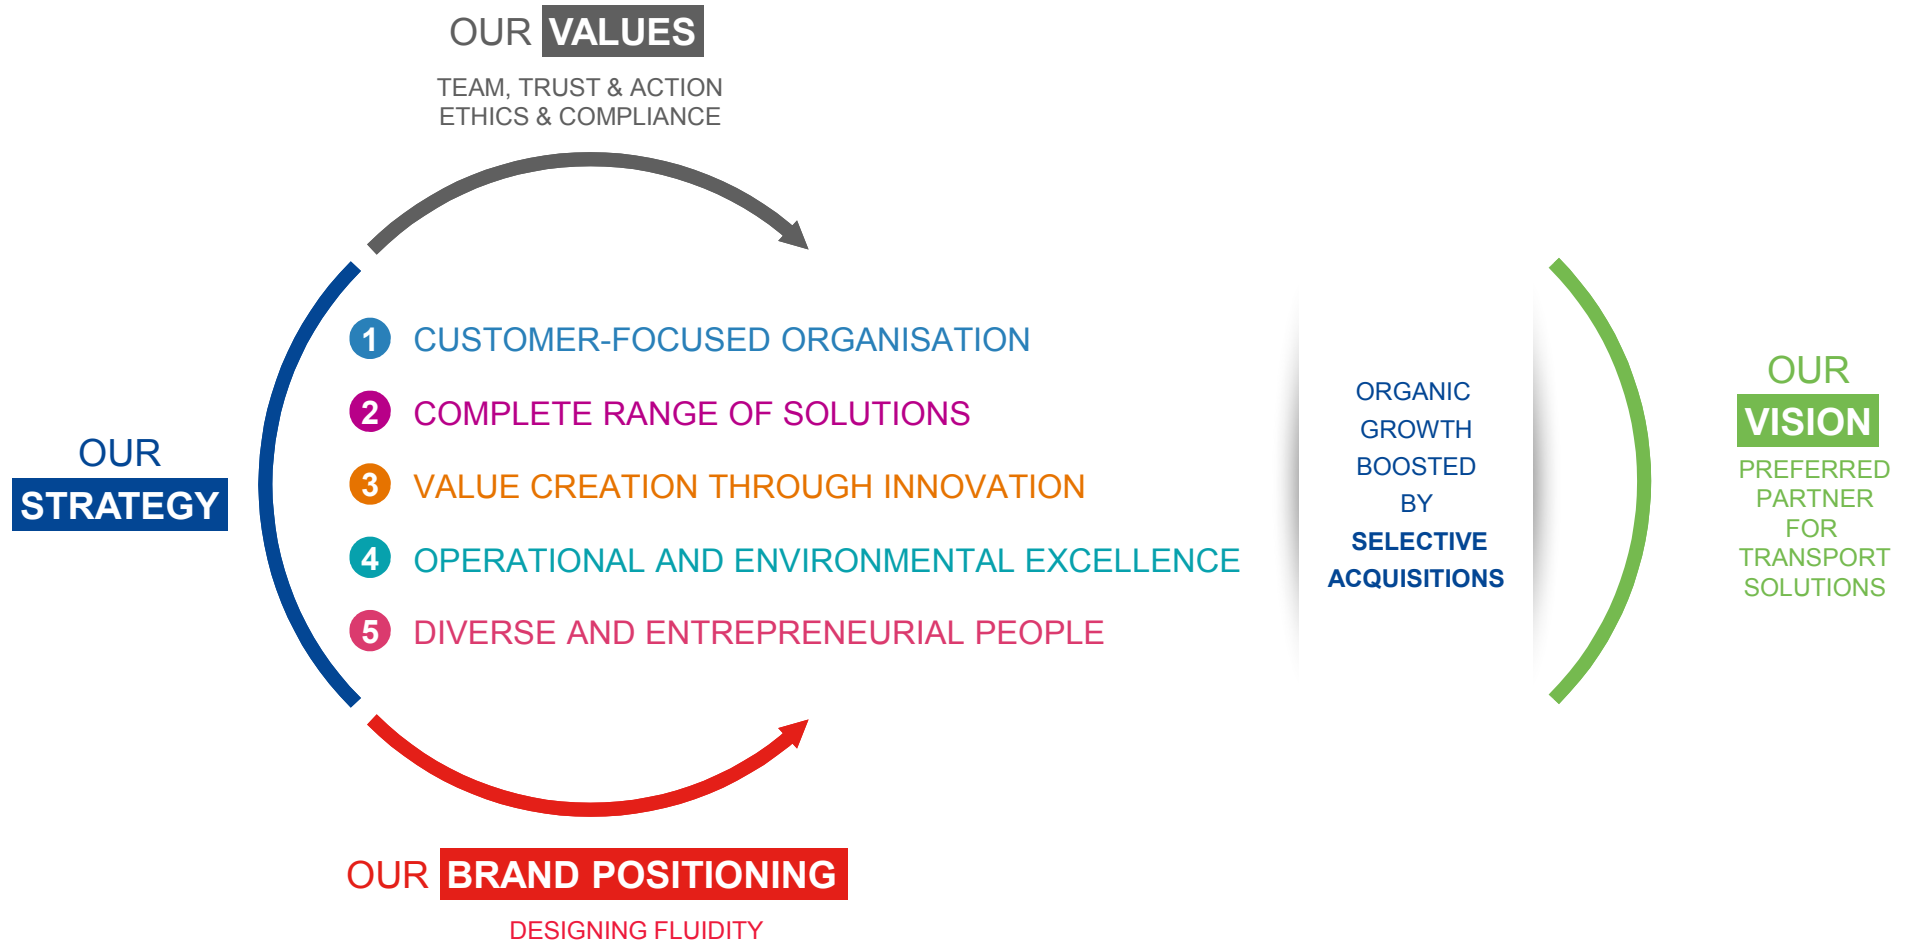 OUR VALUES
TEAM, TRUST & ACTION
ETHICS & COMPLIANCE
OUR
STRATEGY
1 CUSTOMER-FOCUSED ORGANISATION
2 COMPLETE RANGE OF SOLUTIONS
3 VALUE CREATION THROUGH INNOVATION
4 OPERATIONAL AND ENVIRONMENTAL EXCELLENCE
5 DIVERSE AND ENTREPRENEURIAL PEOPLE
ORGANIC
GROWTH
BOOSTED
BY
SELECTIVE
ACQUISITIONS
OUR
VISION
PREFERRED
PARTNER
FOR
TRANSPORT
SOLUTIONS
OUR BRAND POSITIONING
DESIGNING FLUIDITY